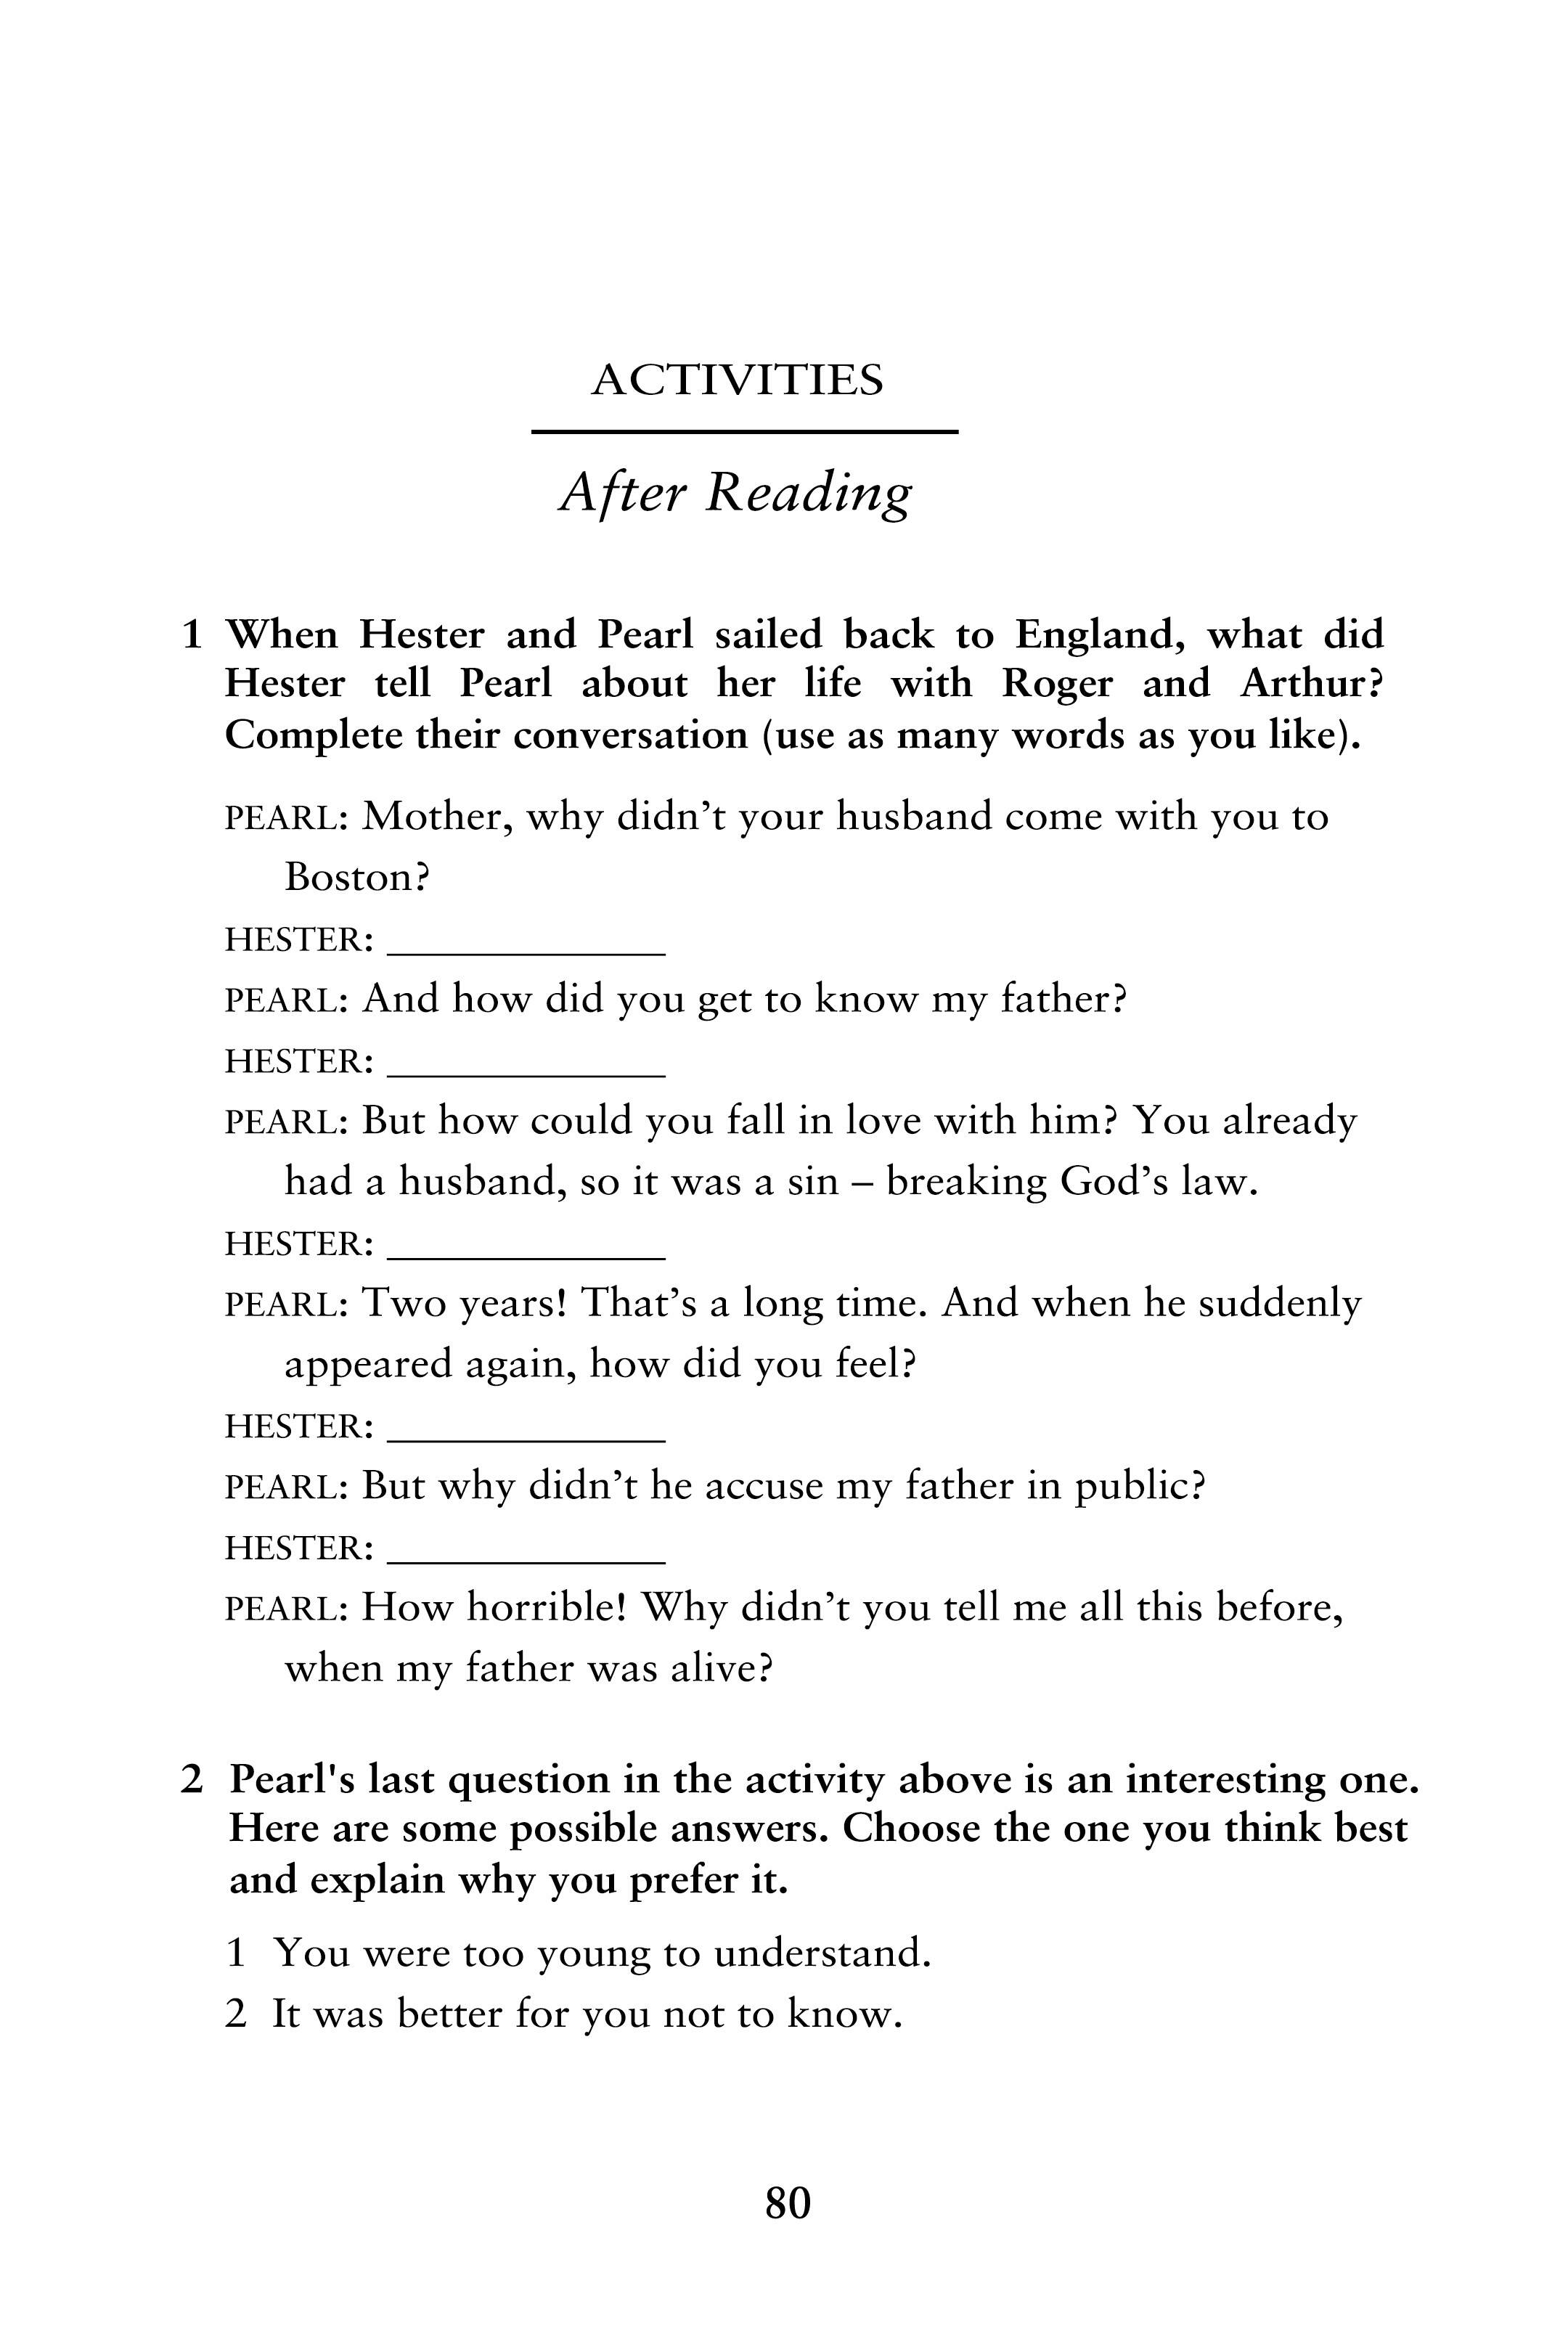 ACTIVITIES
After Reading
1 When Hester and Pearl sailed back to England, what did
Hester tell Pearl about her life with Roger and Arthur?
Complete their conversation (use as many words as you like).
PEARL: Mother, why didn’t your husband come with you to
Boston?
HESTER: ____________
PEARL: And how did you get to know my father?
HESTER: ____________
PEARL: But how could you fall in love with him? You already
had a husband, so it was a sin – breaking God’s law.
HESTER: ____________
PEARL: Two years! That’s a long time. And when he suddenly
appeared again, how did you feel?
HESTER: ____________
PEARL: But why didn’t he accuse my father in public?
HESTER: ____________
PEARL: How horrible! Why didn’t you tell me all this before,
when my father was alive?
2 Pearl's last question in the activity above is an interesting one.
Here are some possible answers. Choose the one you think best
and explain why you prefer it.
1 You were too young to understand.
2 It was better for you not to know.
80